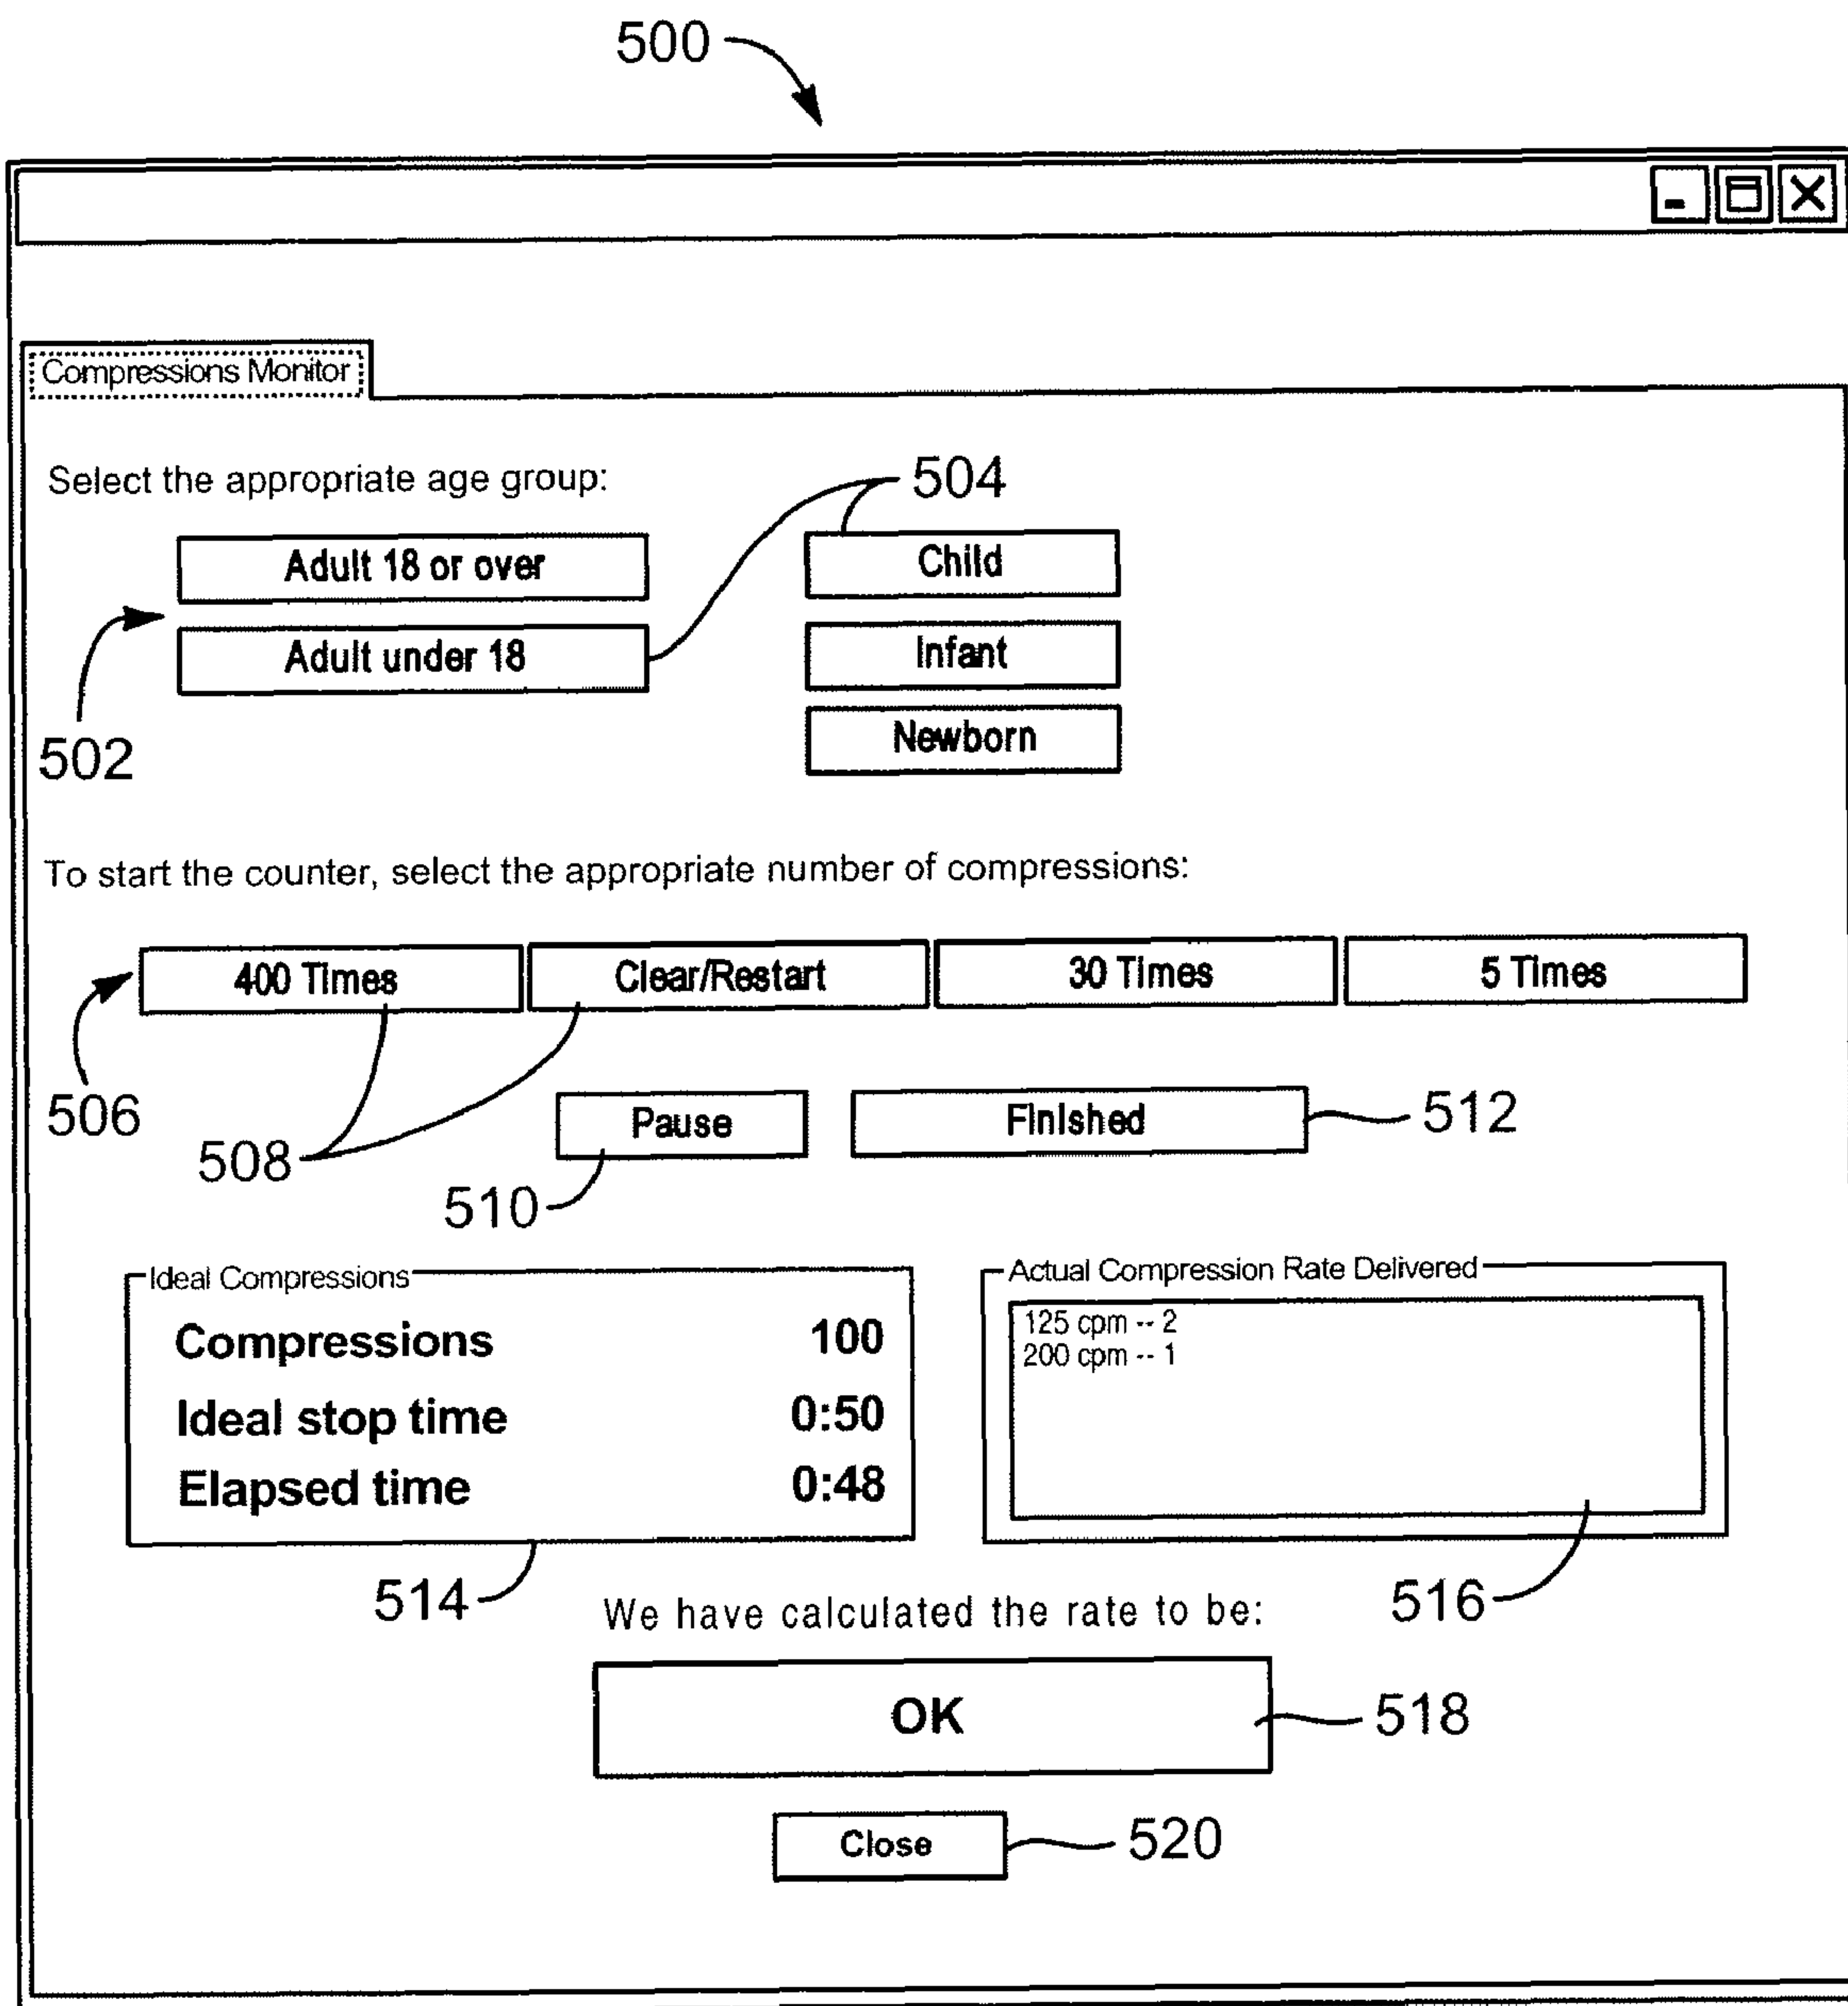 500
Compressions Monitor
Select the appropriate age group:
504
Adult 18 or over
Child
Adult under 18
Infant
Newborn
502
To start the counter, select the appropriate number of compressions:
400 Times
Clear/Restart
30 Times
5 Times
506
508
Pause
Finished
512
510
Ideal Compressions
Compressions 100
Ideal stop time 0:50
Elapsed time 0:48
514
Actual Compression Rate Delivered
125 cpm -- 2
200 cpm -- 1
516
We have calculated the rate to be:
OK
518
Close
520